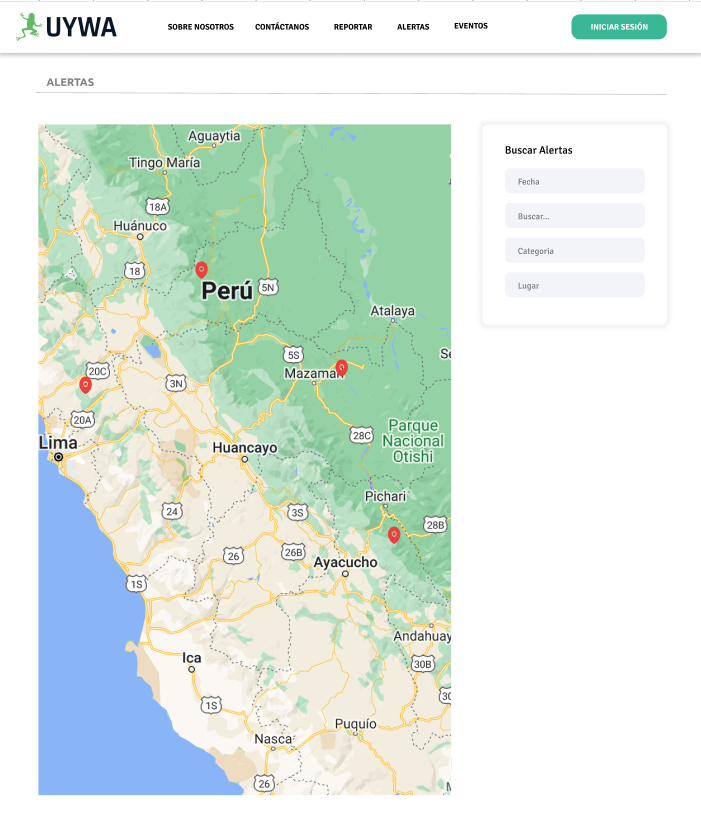 UYWA
SOBRE NOSOTROS
CONTÁCTANOS
REPORTAR
ALERTAS
EVENTOS
INICIAR SESIÓN
ALERTAS
Buscar Alertas
Fecha
Buscar...
Categoria
Lugar
Aguaytia
Tingo María
18A
Huánuco
18
Perú
5N
Atalaya
5S
20C
3N
Mazamari
20A
28C
Parque
Nacional
Otishi
Lima
Huancayo
Pichari
24
3S
28B
26
26B
Ayacucho
1S
Andahuay
Ica
30B
1S
30
Puquío
Nasca
26